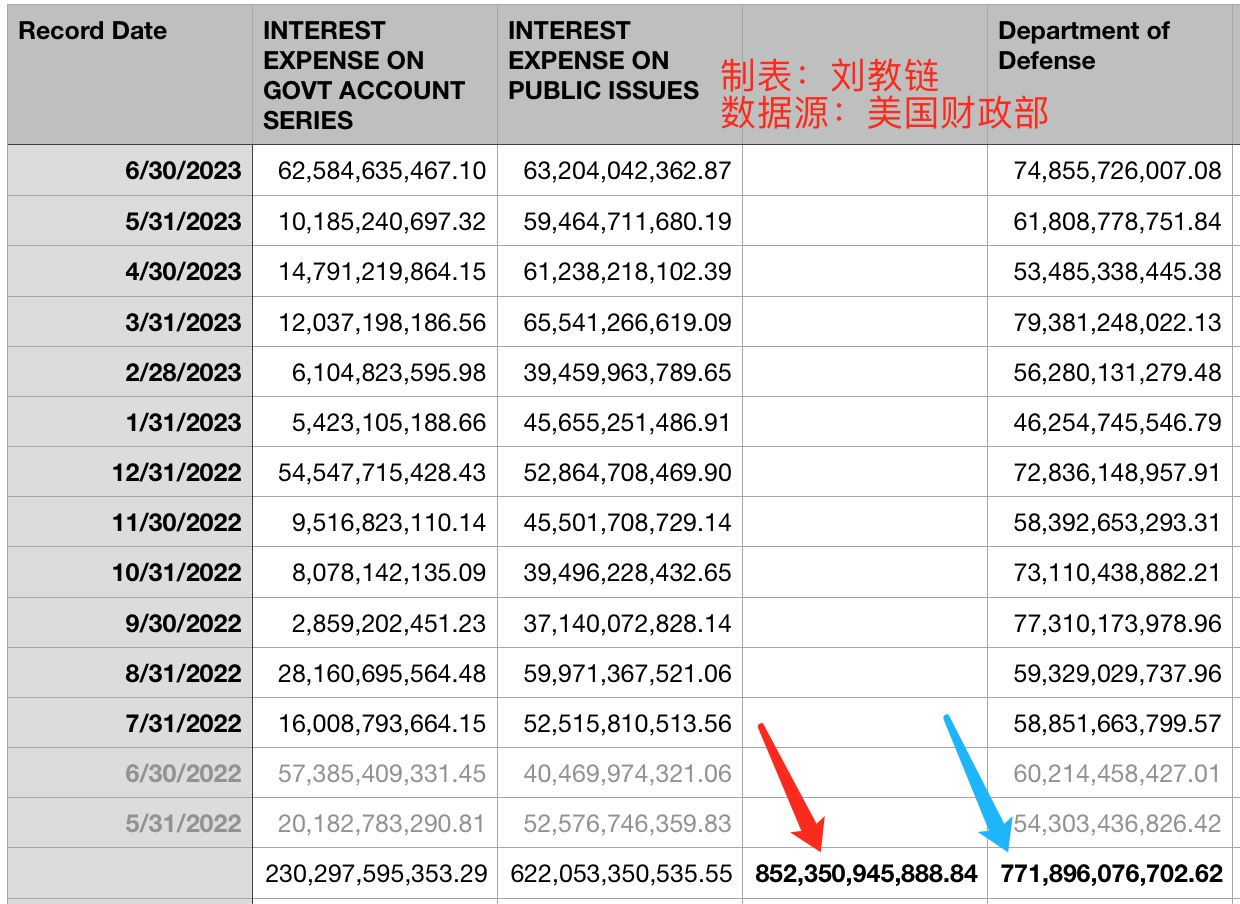 Record Date INTEREST EXPENSE ON GOVT ACCOUNT SERIES INTEREST EXPENSE ON PUBLIC ISSUES Department of Defense
制表：刘教链
数据源：美国财政部
6/30/2023 62,584,635,467.10 63,204,042,362.87 74,855,726,007.08
5/31/2023 10,185,240,697.32 59,464,711,680.19 61,808,778,751.84
4/30/2023 14,791,219,864.15 61,238,218,102.39 53,485,338,445.38
3/31/2023 12,037,198,186.56 65,541,266,619.09 79,381,248,022.13
2/28/2023 6,104,823,595.98 39,459,963,789.65 56,280,131,279.48
1/31/2023 5,423,105,188.66 45,655,251,486.91 46,254,745,546.79
12/31/2022 54,547,715,428.43 52,864,708,469.90 72,836,148,957.91
11/30/2022 9,516,823,110.14 45,501,708,729.14 58,392,653,293.31
10/31/2022 8,078,142,135.09 39,496,228,432.65 73,110,438,882.21
9/30/2022 2,859,202,451.23 37,140,072,828.14 77,310,173,978.96
8/31/2022 28,160,695,564.48 59,971,367,521.06 59,329,029,737.96
7/31/2022 16,008,793,664.15 52,515,810,513.56 58,851,663,799.57
6/30/2022 57,385,409,331.45 40,469,974,321.06 60,214,458,427.01
5/31/2022 20,182,783,290.81 52,576,746,359.83 54,303,436,826.42
230,297,595,353.29 622,053,350,535.55 852,350,945,888.84 771,896,076,702.62